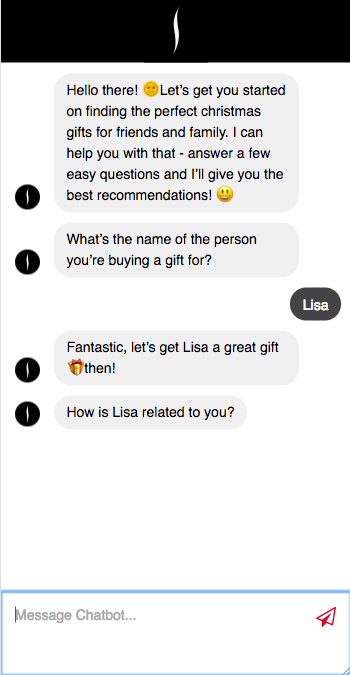 Hello there! 🌞Let’s get you started
on finding the perfect christmas
gifts for friends and family. I can
help you with that - answer a few
easy questions and I’ll give you the
best recommendations! 😃
What’s the name of the person
you’re buying a gift for?
Lisa
Fantastic, let’s get Lisa a great gift
🎁then!
How is Lisa related to you?
Message Chatbot...